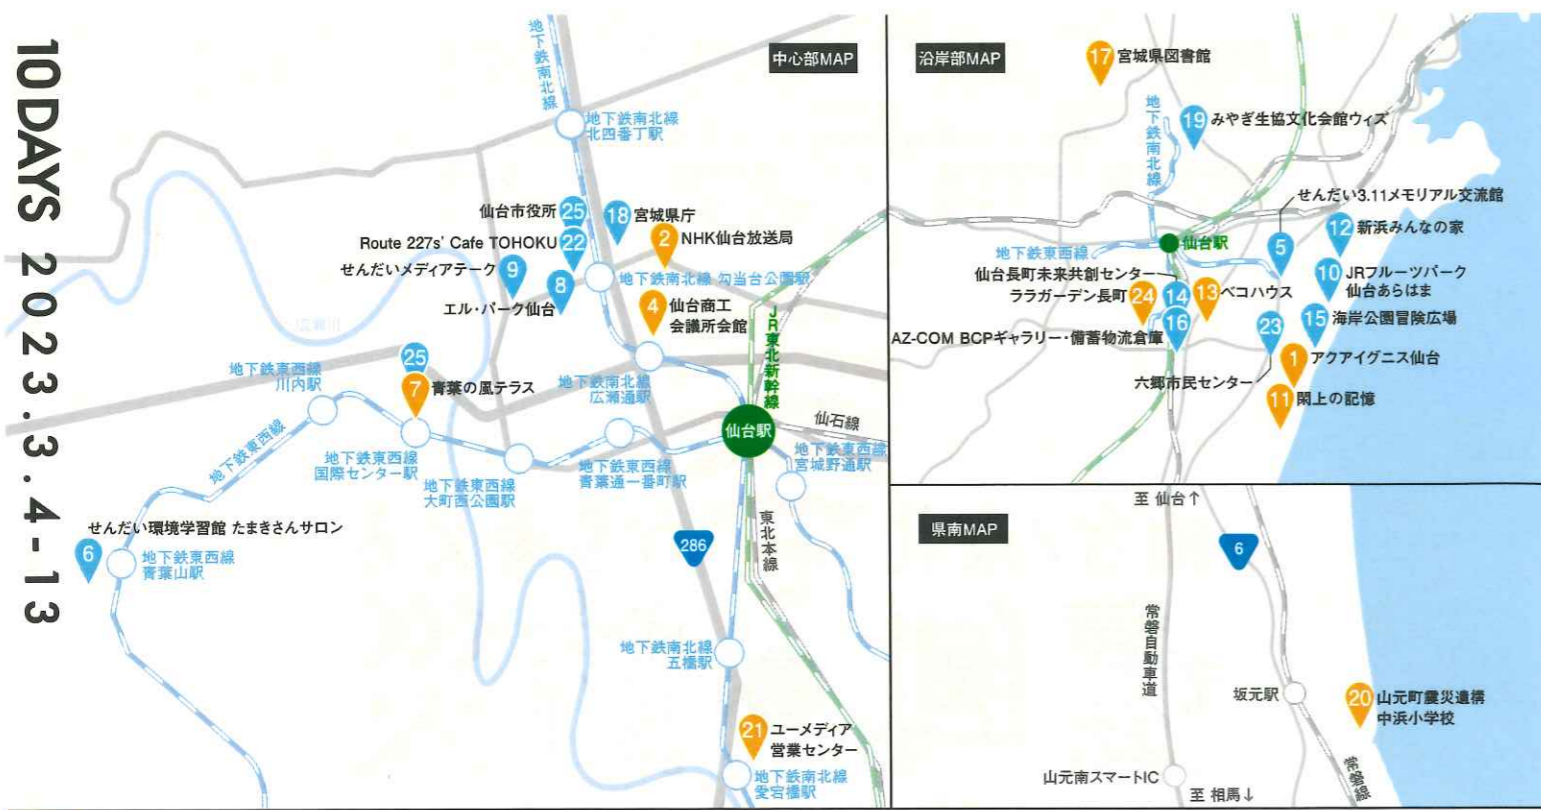 10DAYS 2023.3.4-13
中心部MAP
地下鉄南北線
地下鉄南北線
地下鉄南北線
北四番丁駅
仙台市役所 25
18 宮城県庁
Route 227s' Cafe TOHOKU 22
2 NHK仙台放送局
せんだいメディアテーク 9
8
エル・パーク仙台
地下鉄南北線 勾当台公園駅
4 仙台商工
会議所会館
広瀬川
JR東北新幹線
地下鉄東西線
川内駅
25
7 青葉の風テラス
地下鉄南北線
広瀬通駅
仙台駅
仙石線
地下鉄東西線
地下鉄東西線
国際センター駅
地下鉄東西線
大町西公園駅
地下鉄東西線
青葉通一番町駅
地下鉄東西線
宮城野通駅
せんだい環境学習館 たまきさんサロン
6
地下鉄東西線
青葉山駅
286
東北本線
地下鉄南北線
五橋駅
21 ユーメディア
営業センター
地下鉄南北線
愛宕橋駅
沿岸部MAP
17 宮城県図書館
地下鉄南北線
19 みやぎ生協文化会館ウィズ
せんだい3.11メモリアル交流館
5
12 新浜みんなの家
仙台駅
地下鉄東西線
仙台長町未来共創センター
14
10 JRフルーツパーク
仙台あらはま
ララガーデン長町 24
13 ベコハウス
15 海岸公園冒険広場
AZ-COM BCPギャラリー・備蓄物流倉庫 16
23
六郷市民センター
1 アクアイグニス仙台
11 閖上の記憶
県南MAP
至 仙台↑
6
常磐自動車道
坂元駅
20 山元町震災遺構
中浜小学校
山元南スマートIC
至 相馬↓
常磐線